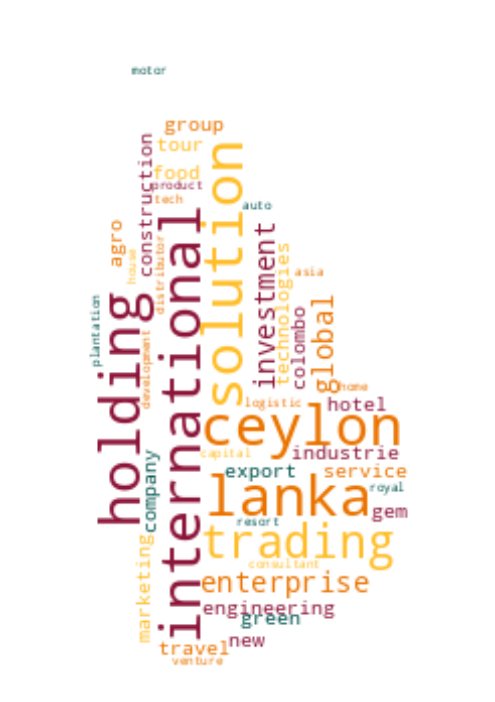 motor
group
tour
construction
solution
food
product
tech
auto
international
agro
investment
house
distributor
technologies
asia
holding
plantation
global
colombo
development
home
logistic
hotel
ceylon
company
capital
industrie
export
service
lanka
royal
gem
resort
trading
marketing
consultant
enterprise
engineering
green
new
travel
venture